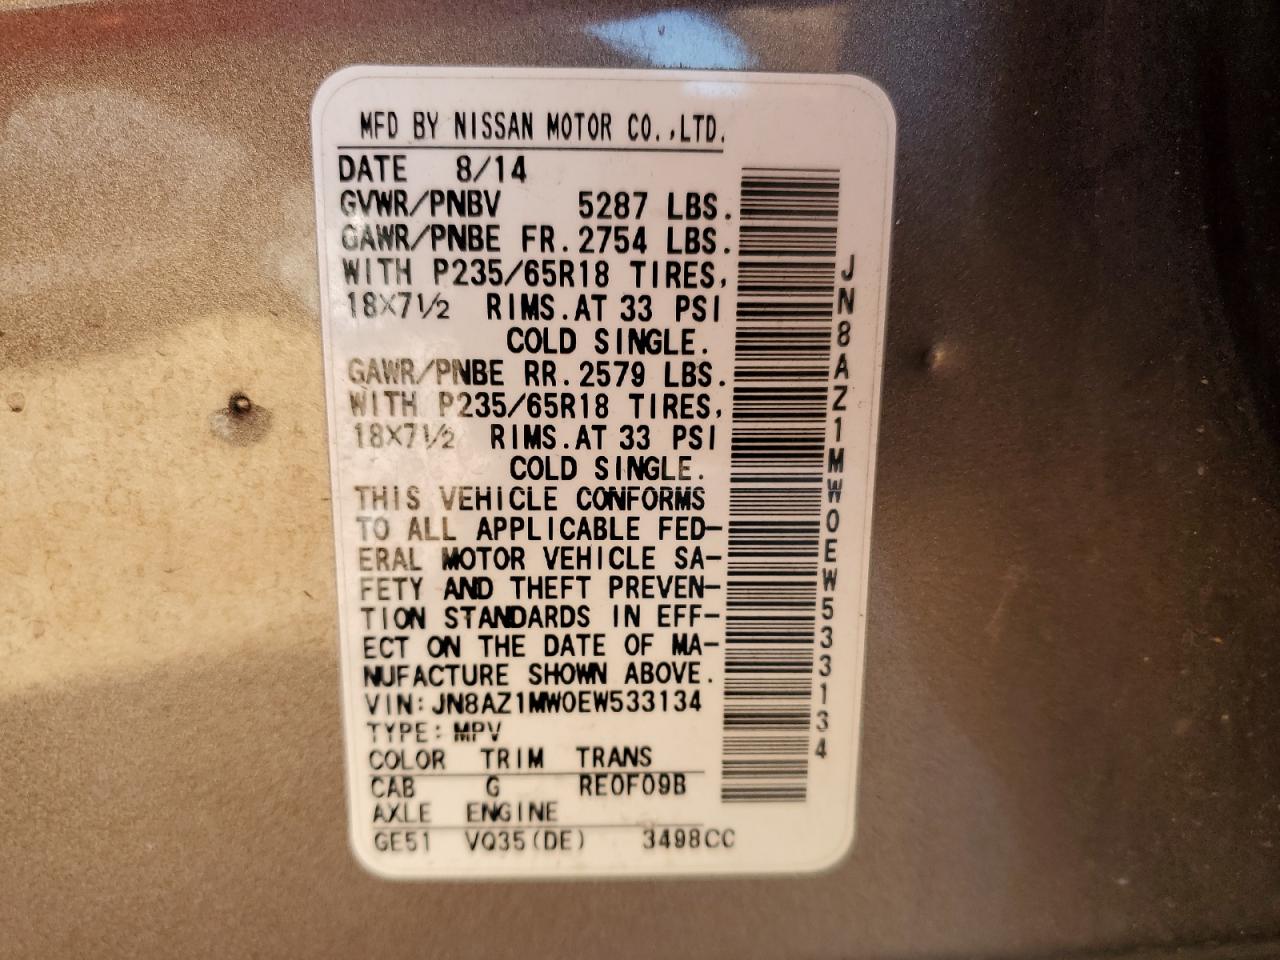 MFD BY NISSAN MOTOR CO.,LTD.
DATE 8/14
GVWR/PNBV 5287 LBS.
GAWR/PNBE FR.2754 LBS.
WITH P235/65R18 TIRES,
18X7½ RIMS.AT 33 PSI
COLD SINGLE.
GAWR/PNBE RR.2579 LBS.
WITH P235/65R18 TIRES,
18X7½ RIMS.AT 33 PSI
COLD SINGLE.
THIS VEHICLE CONFORMS
TO ALL APPLICABLE FED-
ERAL MOTOR VEHICLE SA-
FETY AND THEFT PREVEN-
TION STANDARDS IN EFF-
ECT ON THE DATE OF MA-
NUFACTURE SHOWN ABOVE.
VIN:JN8AZ1MW0EW533134
TYPE:MPV
COLOR TRIM TRANS
CAB G RE0F09B
AXLE ENGINE
GE51 VQ35(DE) 3498CC
JN8AZ1MW0EW533134